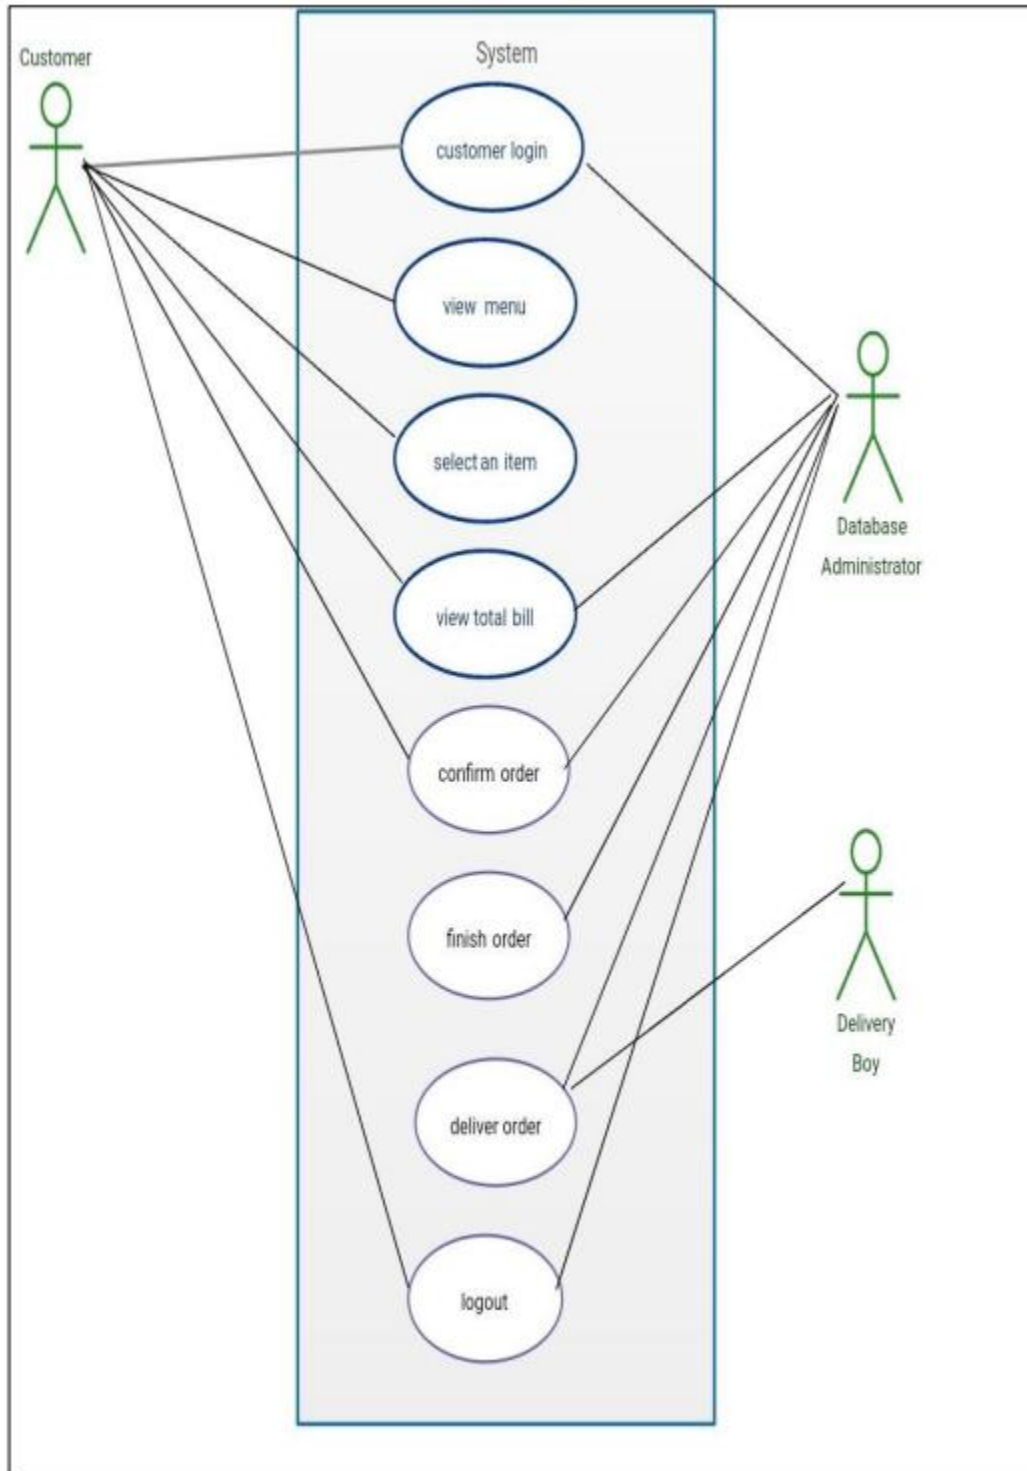 Customer
System
customer login
view menu
select an item
view total bill
confirm order
finish order
deliver order
logout
Database
Administrator
Delivery
Boy